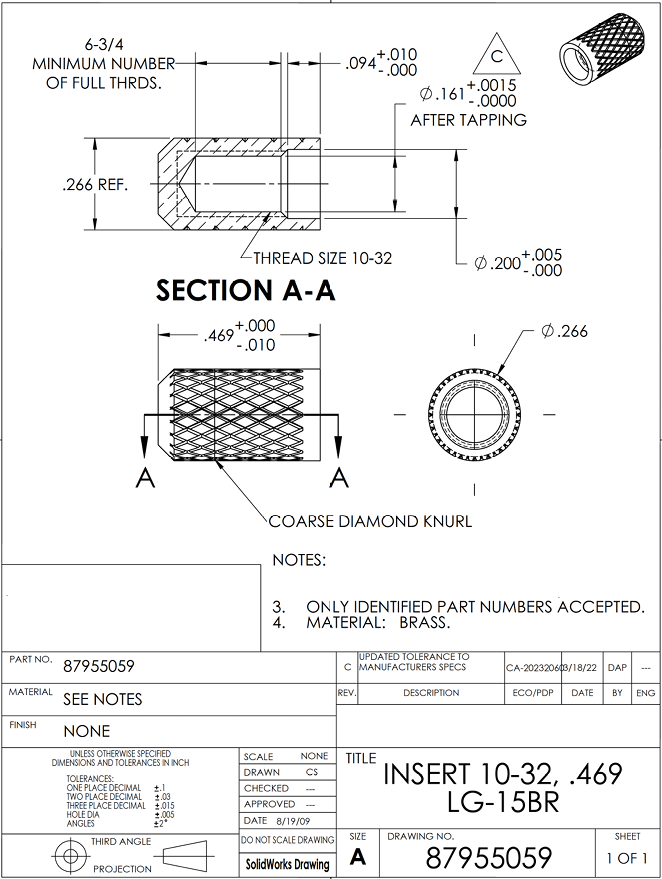 6-3/4
MINIMUM NUMBER
OF FULL THRDS.
.094 +.010
-.000
C
Ø.161 +.0015
-.0000
AFTER TAPPING
.266 REF.
THREAD SIZE 10-32
Ø.200 +.005
-.000
SECTION A-A
.469 +.000
-.010
Ø.266
A
A
COARSE DIAMOND KNURL
NOTES:
3. ONLY IDENTIFIED PART NUMBERS ACCEPTED.
4. MATERIAL: BRASS.
PART NO. 87955059
MATERIAL SEE NOTES
FINISH NONE
C UPDATED TOLERANCE TO
MANUFACTURERS SPECS
3/18/22 DAP ---
REV. DESCRIPTION ECO/PDP DATE BY ENG
UNLESS OTHERWISE SPECIFIED
DIMENSIONS AND TOLERANCES IN INCH
TOLERANCES:
ONE PLACE DECIMAL ±.1
TWO PLACE DECIMAL ±.03
THREE PLACE DECIMAL ±.015
HOLE DIA ±.005
ANGLES ±2°
THIRD ANGLE
PROJECTION
SCALE NONE
DRAWN CS
CHECKED ---
APPROVED ---
DATE 8/19/09
DO NOT SCALE DRAWING
SolidWorks Drawing
TITLE
INSERT 10-32, .469
LG-15BR
SIZE
A
DRAWING NO.
87955059
SHEET
1 OF 1